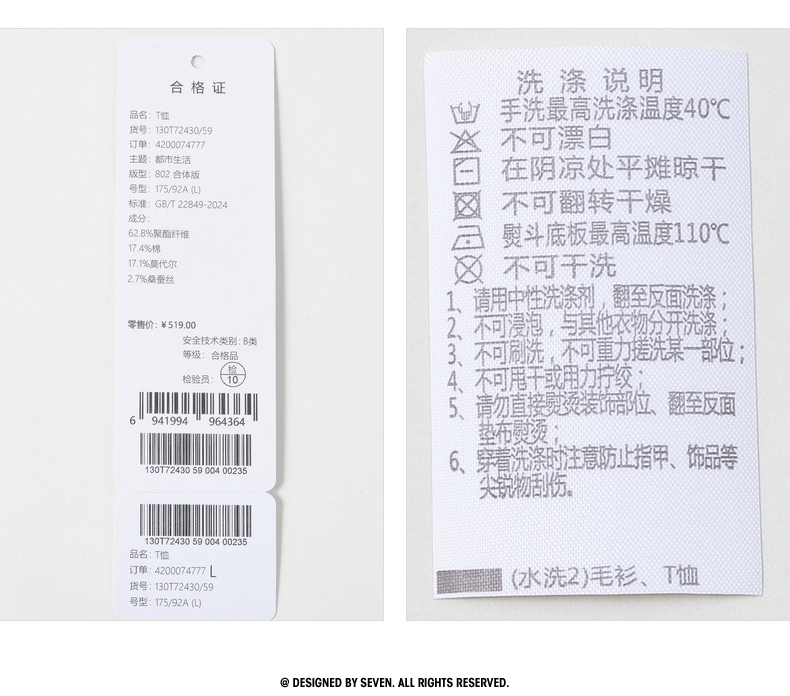 合格证
品名: T恤
货号: 130T72430/59
订单: 4200074777
主题: 都市生活
版型: 802 合体版
号型: 175/92A (L)
标准: GB/T 22849-2024
成分:
62.8%聚酯纤维
17.4%棉
17.1%莫代尔
2.7%桑蚕丝
零售价: ¥519.00
安全技术类别: B类
等级: 合格品
检验员: 检 10
6 941994 964364
130T72430 59 004 00235
130T72430 59 004 00235
品名: T恤
订单: 4200074777 L
货号: 130T72430/59
号型: 175/92A (L)
洗涤说明
手洗最高洗涤温度40℃
不可漂白
在阴凉处平摊晾干
不可翻转干燥
熨斗底板最高温度110℃
不可干洗
1、请用中性洗涤剂，翻至反面洗涤；
2、不可浸泡，与其他衣物分开洗涤；
3、不可刷洗，不可重力搓洗某一部位；
4、不可甩干或用力拧绞；
5、请勿直接熨烫装饰部位、翻至反面
垫布熨烫；
6、穿着洗涤时注意防止指甲、饰品等
尖锐物刮伤。
(水洗2)毛衫、T恤
@ DESIGNED BY SEVEN. ALL RIGHTS RESERVED.